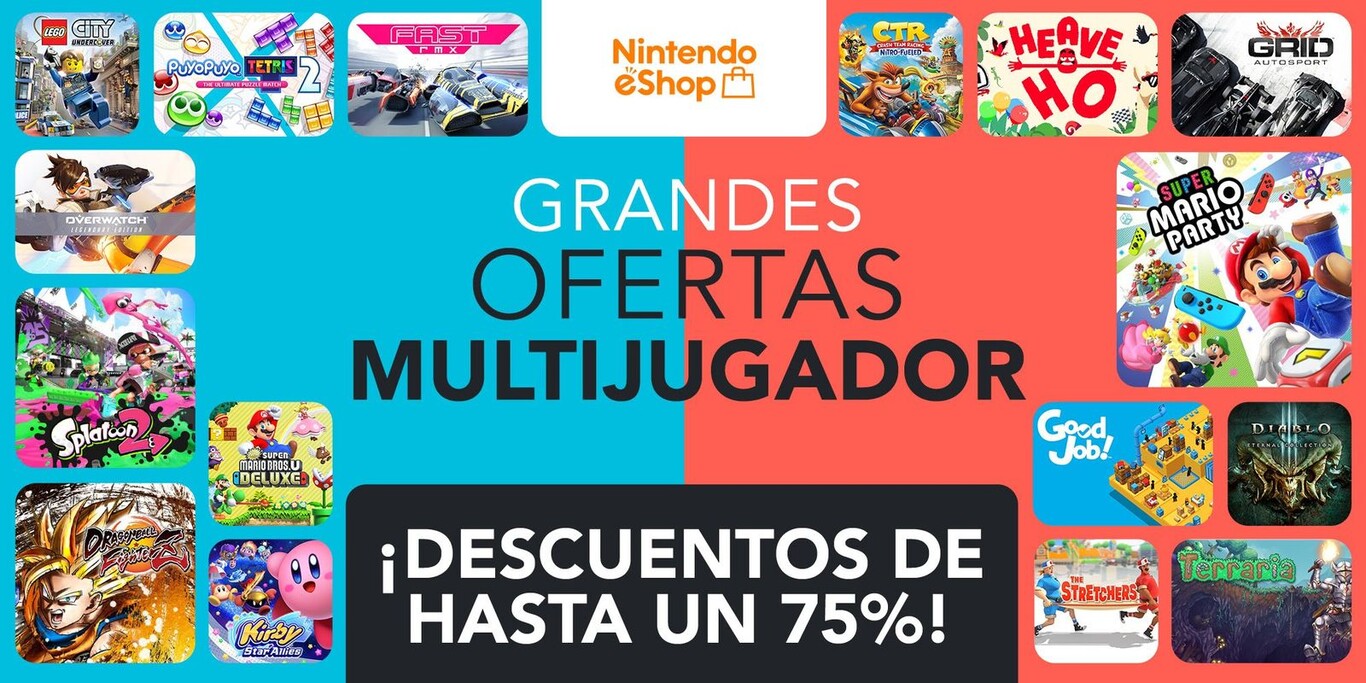 LEGO CITY
UNDERCOVER
POLICE
PUYOPUYO TETRIS 2
THE ULTIMATE PUZZLE MATCH
FAST
RMX
Nintendo
eShop
CTR
CRASH TEAM RACING
NITRO-FUELED
HEAVE
HO
GRID
AUTOSPORT
OVERWATCH
LEGENDARY EDITION
GRANDES
OFERTAS
MULTIJUGADOR
SUPER
MARIO
PARTY
Splatoon 2
SUPER
MARIO BROS. U
DELUXE
Good
Job!
DIABLO
ETERNAL COLLECTION
DRAGONBALL
FighterZ
Kirby
Star Allies
¡DESCUENTOS DE
HASTA UN 75%!
THE
STRETCHERS
Terraria